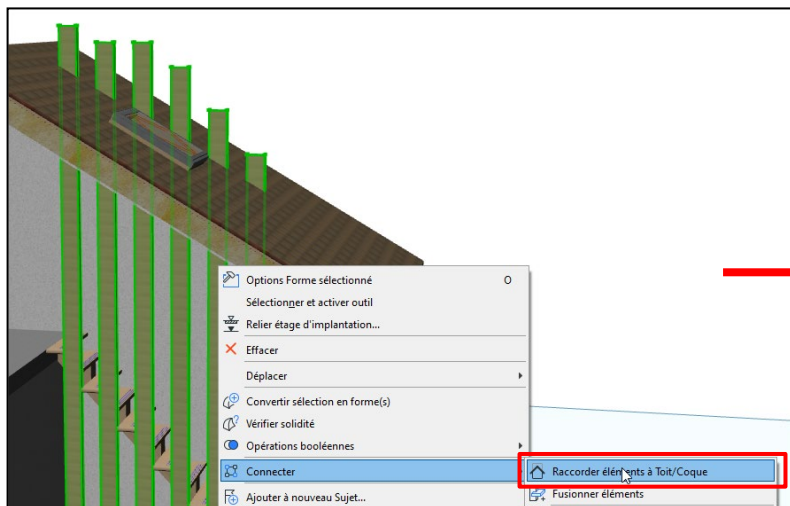 Options Forme sélectionné O
Sélectionner et activer outil
Relier étage d'implantation...
Effacer
Déplacer
Convertir sélection en forme(s)
Vérifier solidité
Opérations booléennes
Connecter
Raccorder éléments à Toit/Coque
Ajouter à nouveau Sujet...
Fusionner éléments